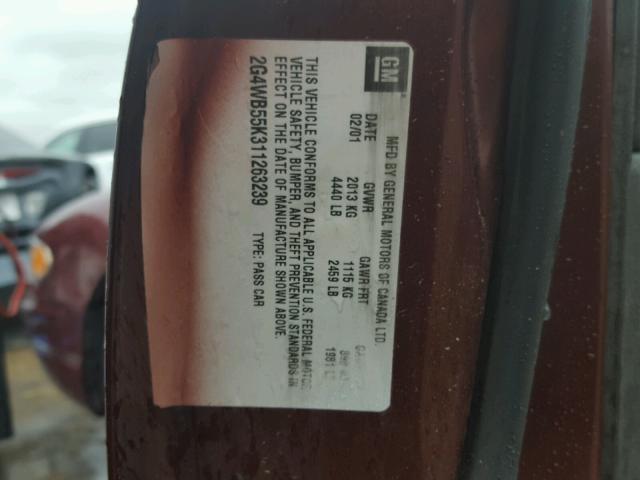 GM
MFD BY GENERAL MOTORS OF CANADA LTD.
DATE GVWR GAWR FRT
02/01 2013 KG 1115 KG
4440 LB 2459 LB 1981
THIS VEHICLE CONFORMS TO ALL APPLICABLE U.S. FEDERAL MOTOR
VEHICLE SAFETY, BUMPER, AND THEFT PREVENTION STANDARDS IN
EFFECT ON THE DATE OF MANUFACTURE SHOWN ABOVE.
2G4WB55K311263239 TYPE: PASS CAR